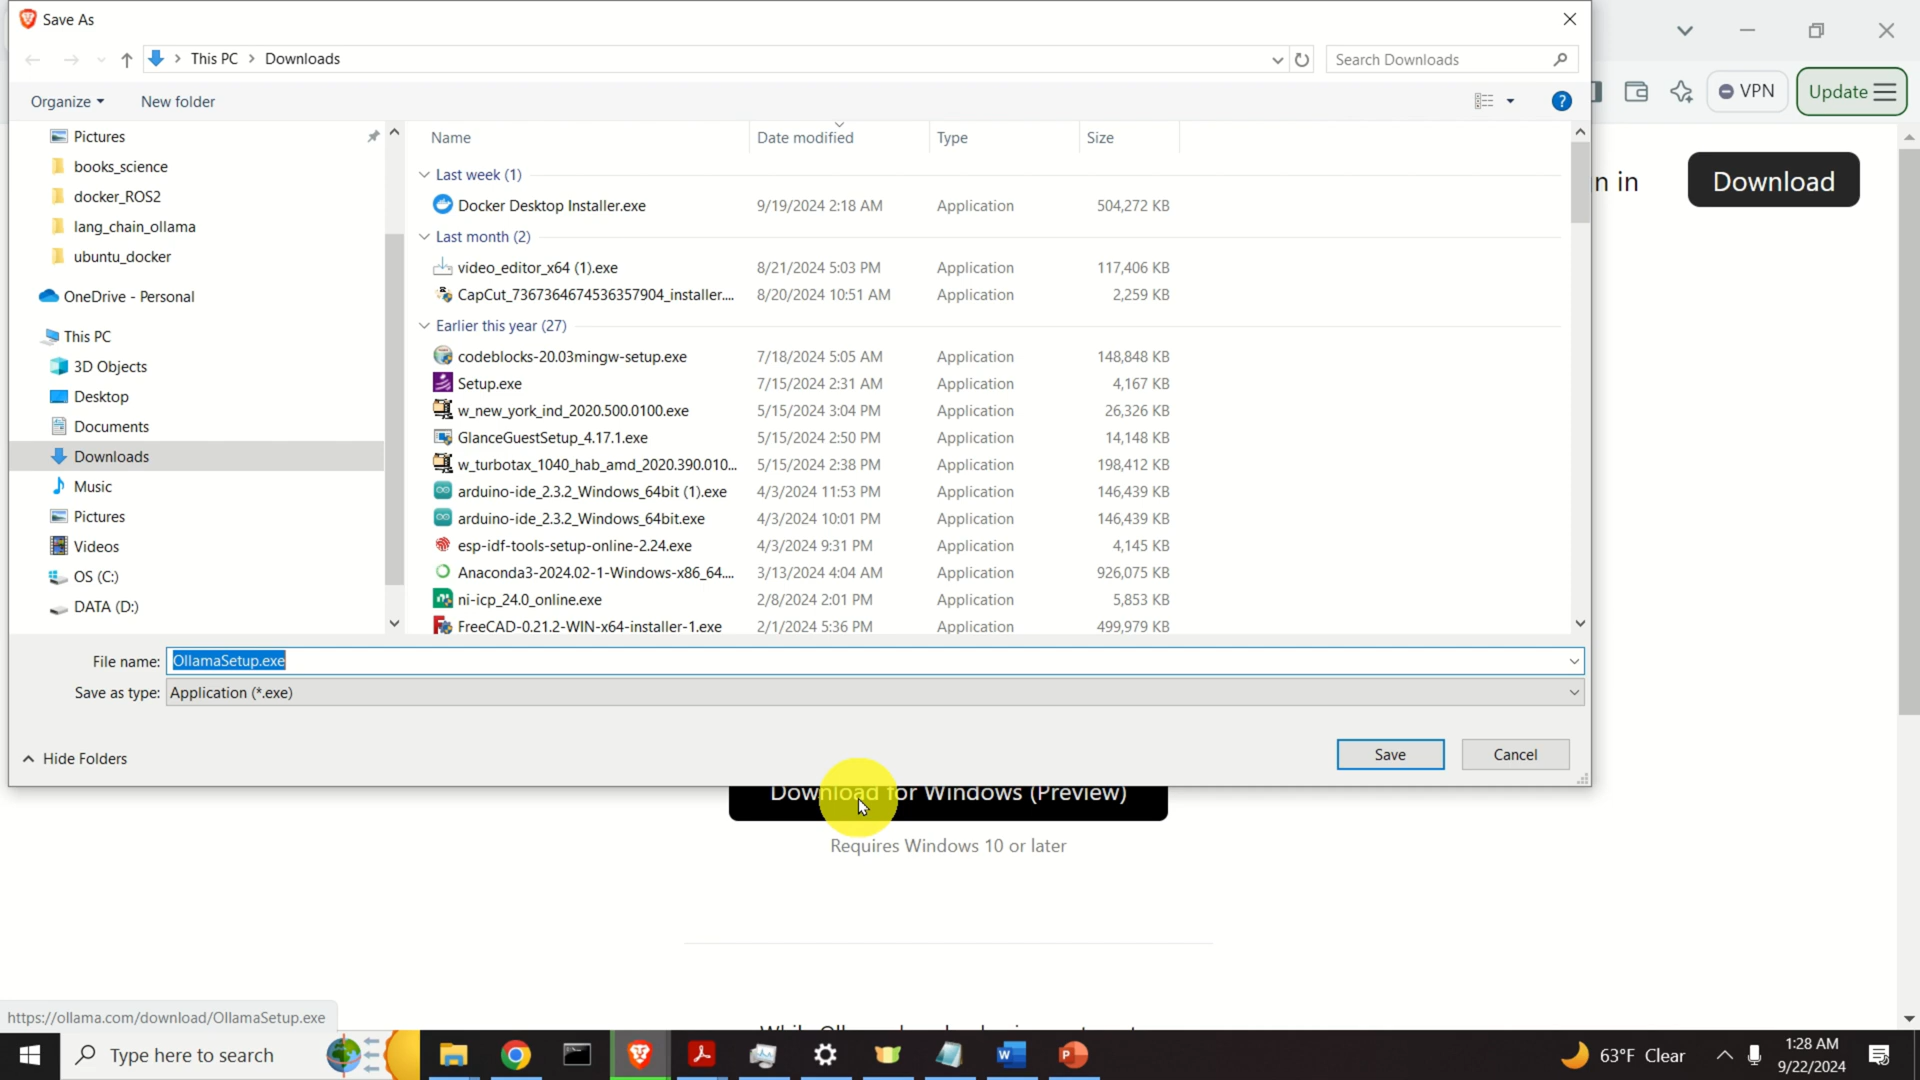 Save As
This PC
Downloads
Search Downloads
VPN
Update
Organize
New folder
n in
Download
Pictures
books_science
docker_ROS2
lang_chain_ollama
ubuntu_docker
OneDrive - Personal
This PC
3D Objects
Desktop
Documents
Downloads
Music
Pictures
Videos
OS (C:)
DATA (D:)
Name Date modified Type Size
Last week (1)
Docker Desktop Installer.exe 9/19/2024 2:18 AM Application 504,272 KB
Last month (2)
video_editor_x64 (1).exe 8/21/2024 5:03 PM Application 117,406 KB
CapCut_7367364674536357904_installer.... 8/20/2024 10:51 AM Application 2,259 KB
Earlier this year (27)
codeblocks-20.03mingw-setup.exe 7/18/2024 5:05 AM Application 148,848 KB
Setup.exe 7/15/2024 2:31 AM Application 4,167 KB
w_new_york_ind_2020.500.0100.exe 5/15/2024 3:04 PM Application 26,326 KB
GlanceGuestSetup_4.17.1.exe 5/15/2024 2:50 PM Application 14,148 KB
w_turbotax_1040_hab_amd_2020.390.010... 5/15/2024 2:38 PM Application 198,412 KB
arduino-ide_2.3.2_Windows_64bit (1).exe 4/3/2024 11:53 PM Application 146,439 KB
arduino-ide_2.3.2_Windows_64bit.exe 4/3/2024 10:01 PM Application 146,439 KB
esp-idf-tools-setup-online-2.24.exe 4/3/2024 9:31 PM Application 4,145 KB
Anaconda3-2024.02-1-Windows-x86_64.... 3/13/2024 4:04 AM Application 926,075 KB
ni-icp_24.0_online.exe 2/8/2024 2:01 PM Application 5,853 KB
FreeCAD-0.21.2-WIN-x64-installer-1.exe 2/1/2024 5:36 PM Application 499,979 KB
File name: OllamaSetup.exe
Save as type: Application (*.exe)
Hide Folders
Save
Cancel
Download for Windows (Preview)
Requires Windows 10 or later
https://ollama.com/download/OllamaSetup.exe
Type here to search
63°F Clear
1:28 AM
9/22/2024